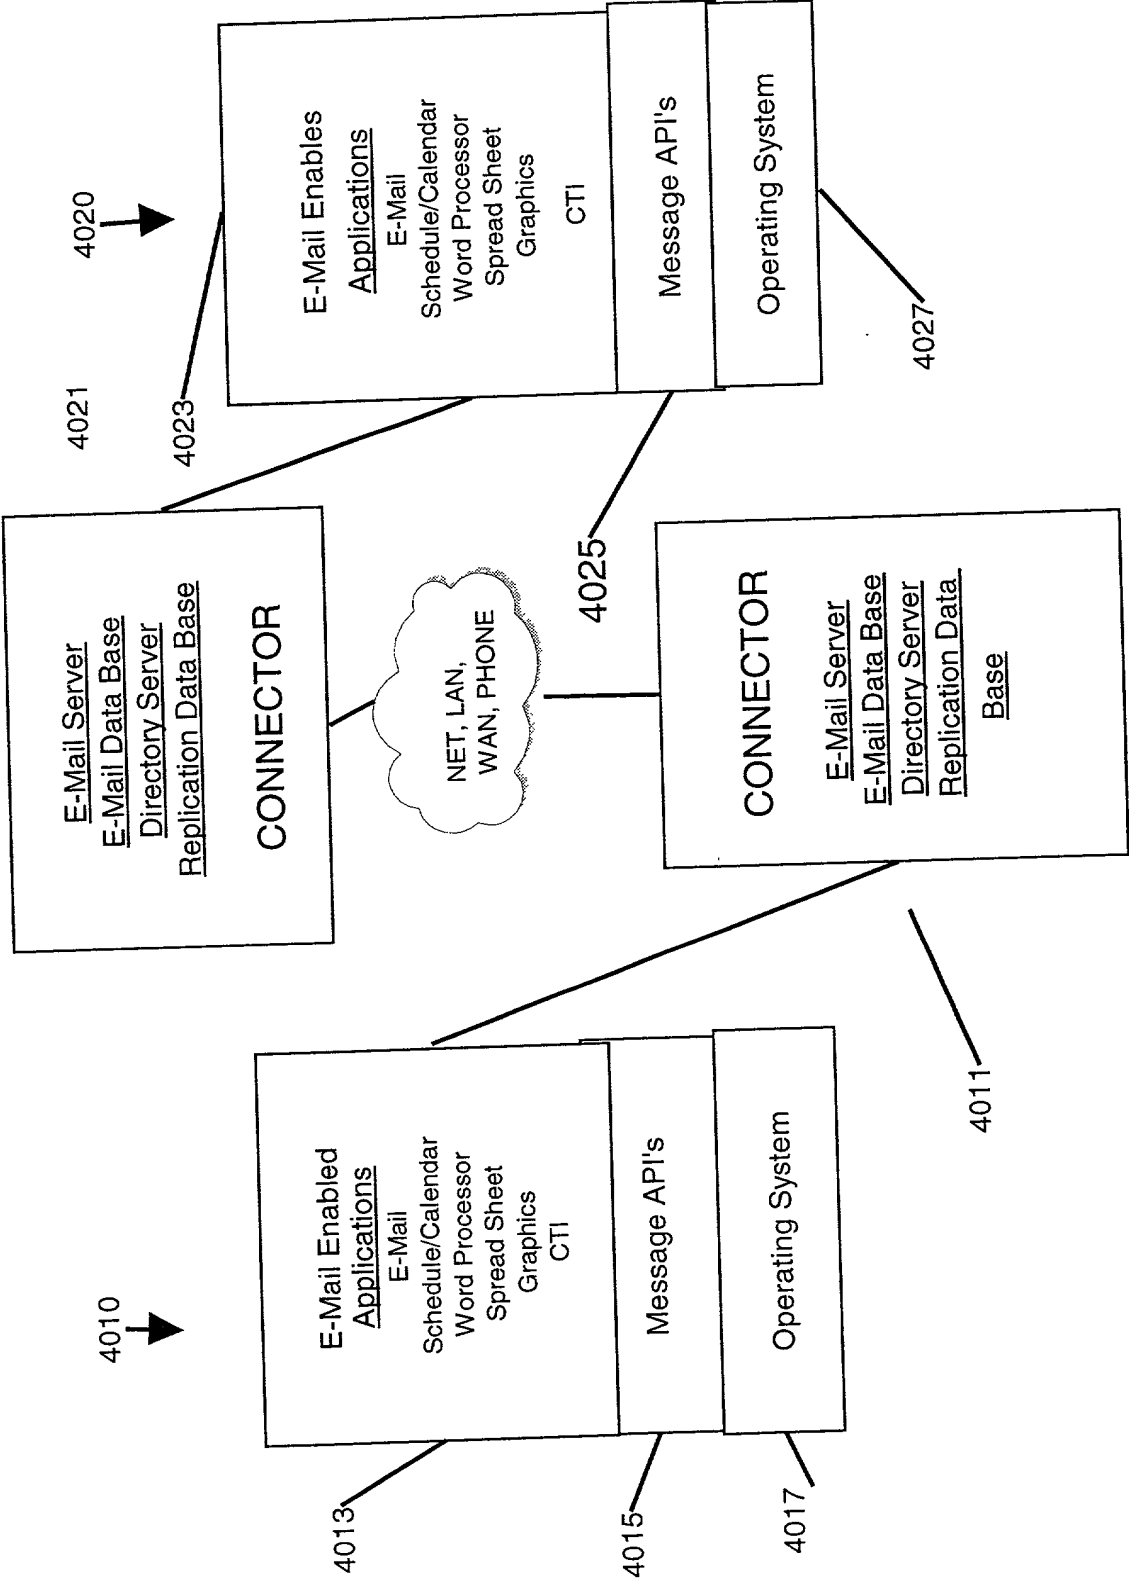 4010
E-Mail Enabled
Applications
E-Mail
Schedule/Calendar
Word Processor
Spread Sheet
Graphics
CTI
Message API's
Operating System
4013
4015
4017
E-Mail Server
E-Mail Data Base
Directory Server
Replication Data Base
CONNECTOR
NET, LAN,
WAN, PHONE
CONNECTOR
E-Mail Server
E-Mail Data Base
Directory Server
Replication Data
Base
4011
4020
4021
4023
E-Mail Enables
Applications
E-Mail
Schedule/Calendar
Word Processor
Spread Sheet
Graphics
CTI
Message API's
Operating System
4025
4027